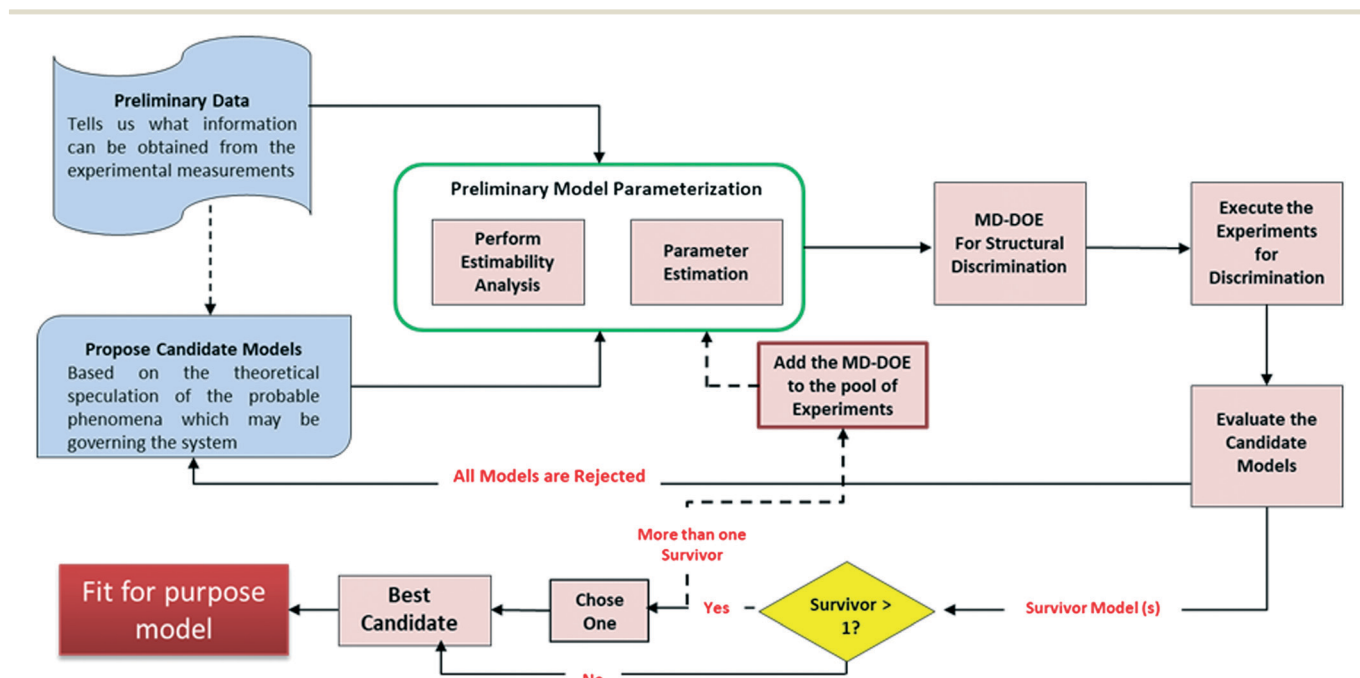 Preliminary Data
Tells us what information
can be obtained from the
experimental measurements
Propose Candidate Models
Based on the theoretical
speculation of the probable
phenomena which may be
governing the system
Preliminary Model Parameterization
Perform
Estimability
Analysis
Parameter
Estimation
MD-DOE
For Structural
Discrimination
Execute the
Experiments
for
Discrimination
Add the MD-DOE
to the pool of
Experiments
Evaluate the
Candidate
Models
All Models are Rejected
More than one
Survivor
Fit for purpose
model
Best
Candidate
Chose
One
Yes
Survivor >
1?
Survivor Model (s)
No